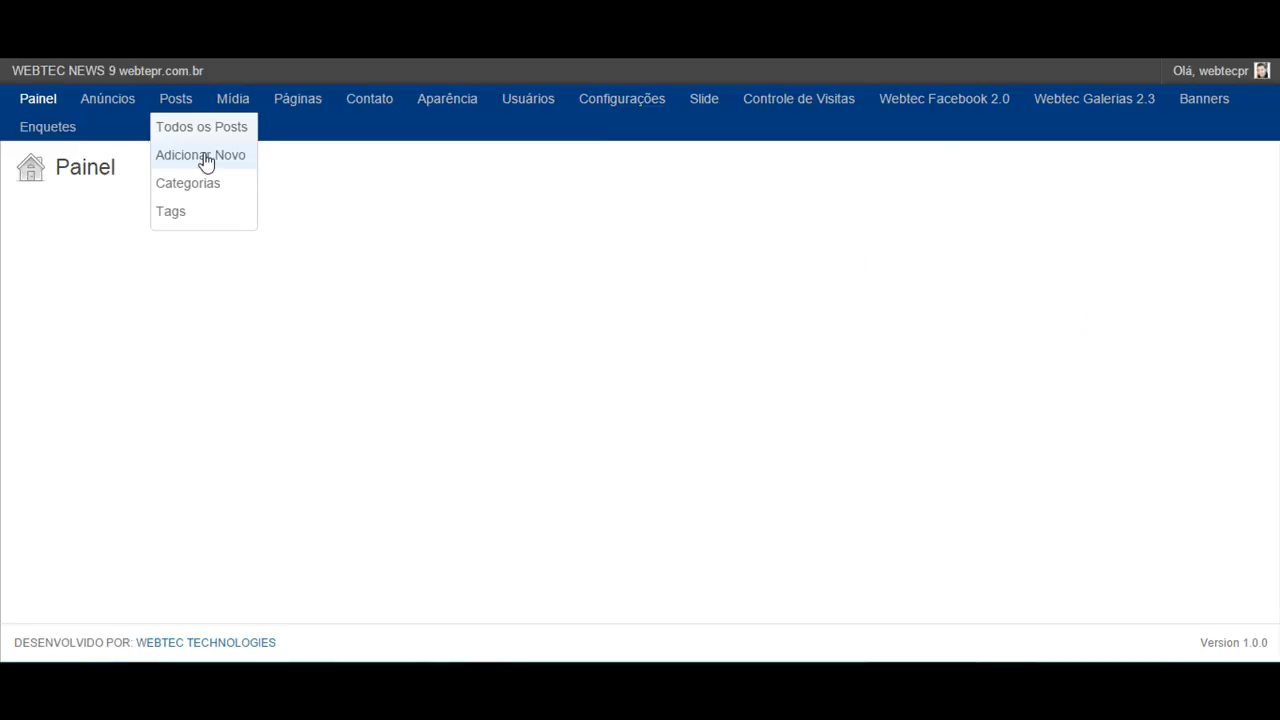 WEBTEC NEWS 9 webtepr.com.br
Olá, webtecpr
Painel Anúncios Posts Mídia Páginas Contato Aparência Usuários Configurações Slide Controle de Visitas Webtec Facebook 2.0 Webtec Galerias 2.3 Banners
Enquetes
Todos os Posts
Adicionar Novo
Categorias
Tags
Painel
DESENVOLVIDO POR: WEBTEC TECHNOLOGIES
Version 1.0.0